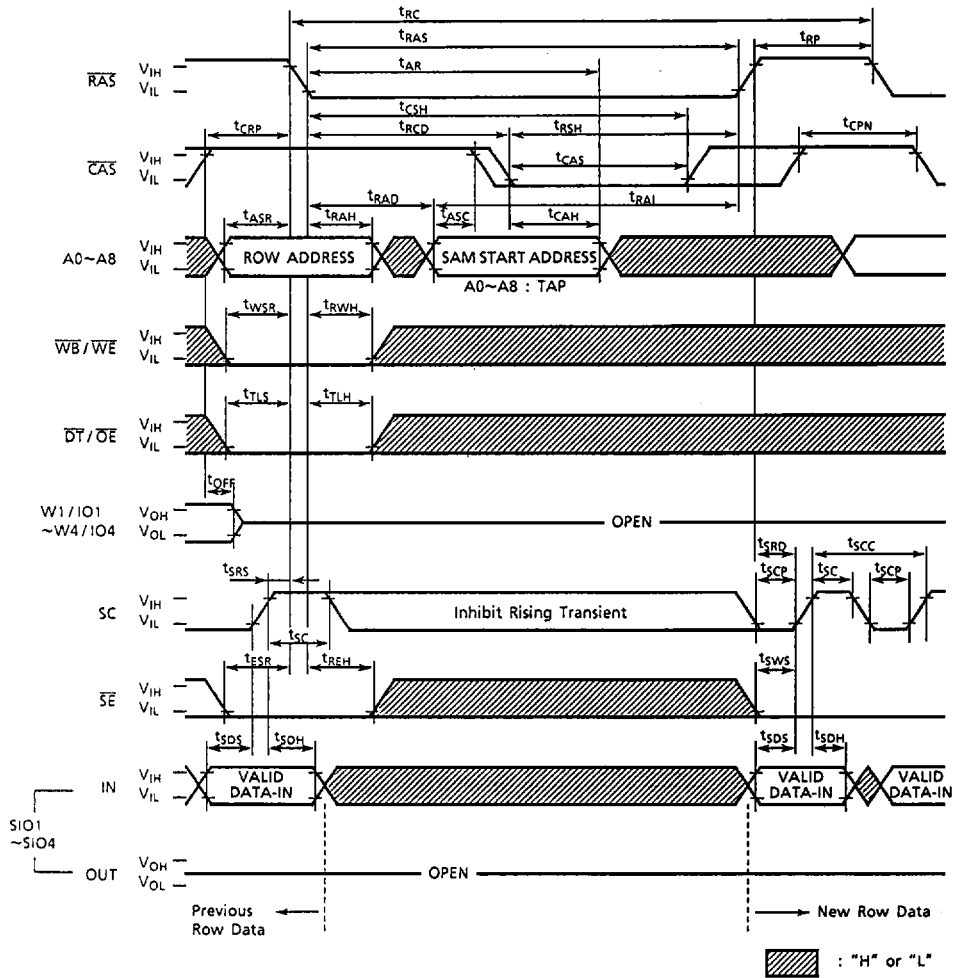 tRC
tRAS
tRP
tAR
RAS
VIH
VIL
tCSH
tCRP
tRCD
tRSH
tCPN
CAS
VIH
VIL
tCAS
tRAD
tRAL
tASR
tRAH
tASC
tCAH
A0~A8
VIH
VIL
ROW ADDRESS
SAM START ADDRESS
A0~A8 : TAP
tWSR
tRWH
WB/WE
VIH
VIL
tTLS
tTLH
DT/OE
VIH
VIL
tOFF
W1/IO1
~W4/IO4
VOH
VOL
OPEN
tSRD
tSCC
tSRS
tSCP
tSC
tSCP
SC
VIH
VIL
Inhibit Rising Transient
tSC
tESR
tREH
tSWS
SE
VIH
VIL
tSDS
tSDH
tSDS
tSDH
IN
VIH
VIL
VALID
DATA-IN
VALID
DATA-IN
VALID
DATA-IN
SIO1
~SIO4
OUT
VOH
VOL
OPEN
Previous
Row Data
New Row Data
: "H" or "L"